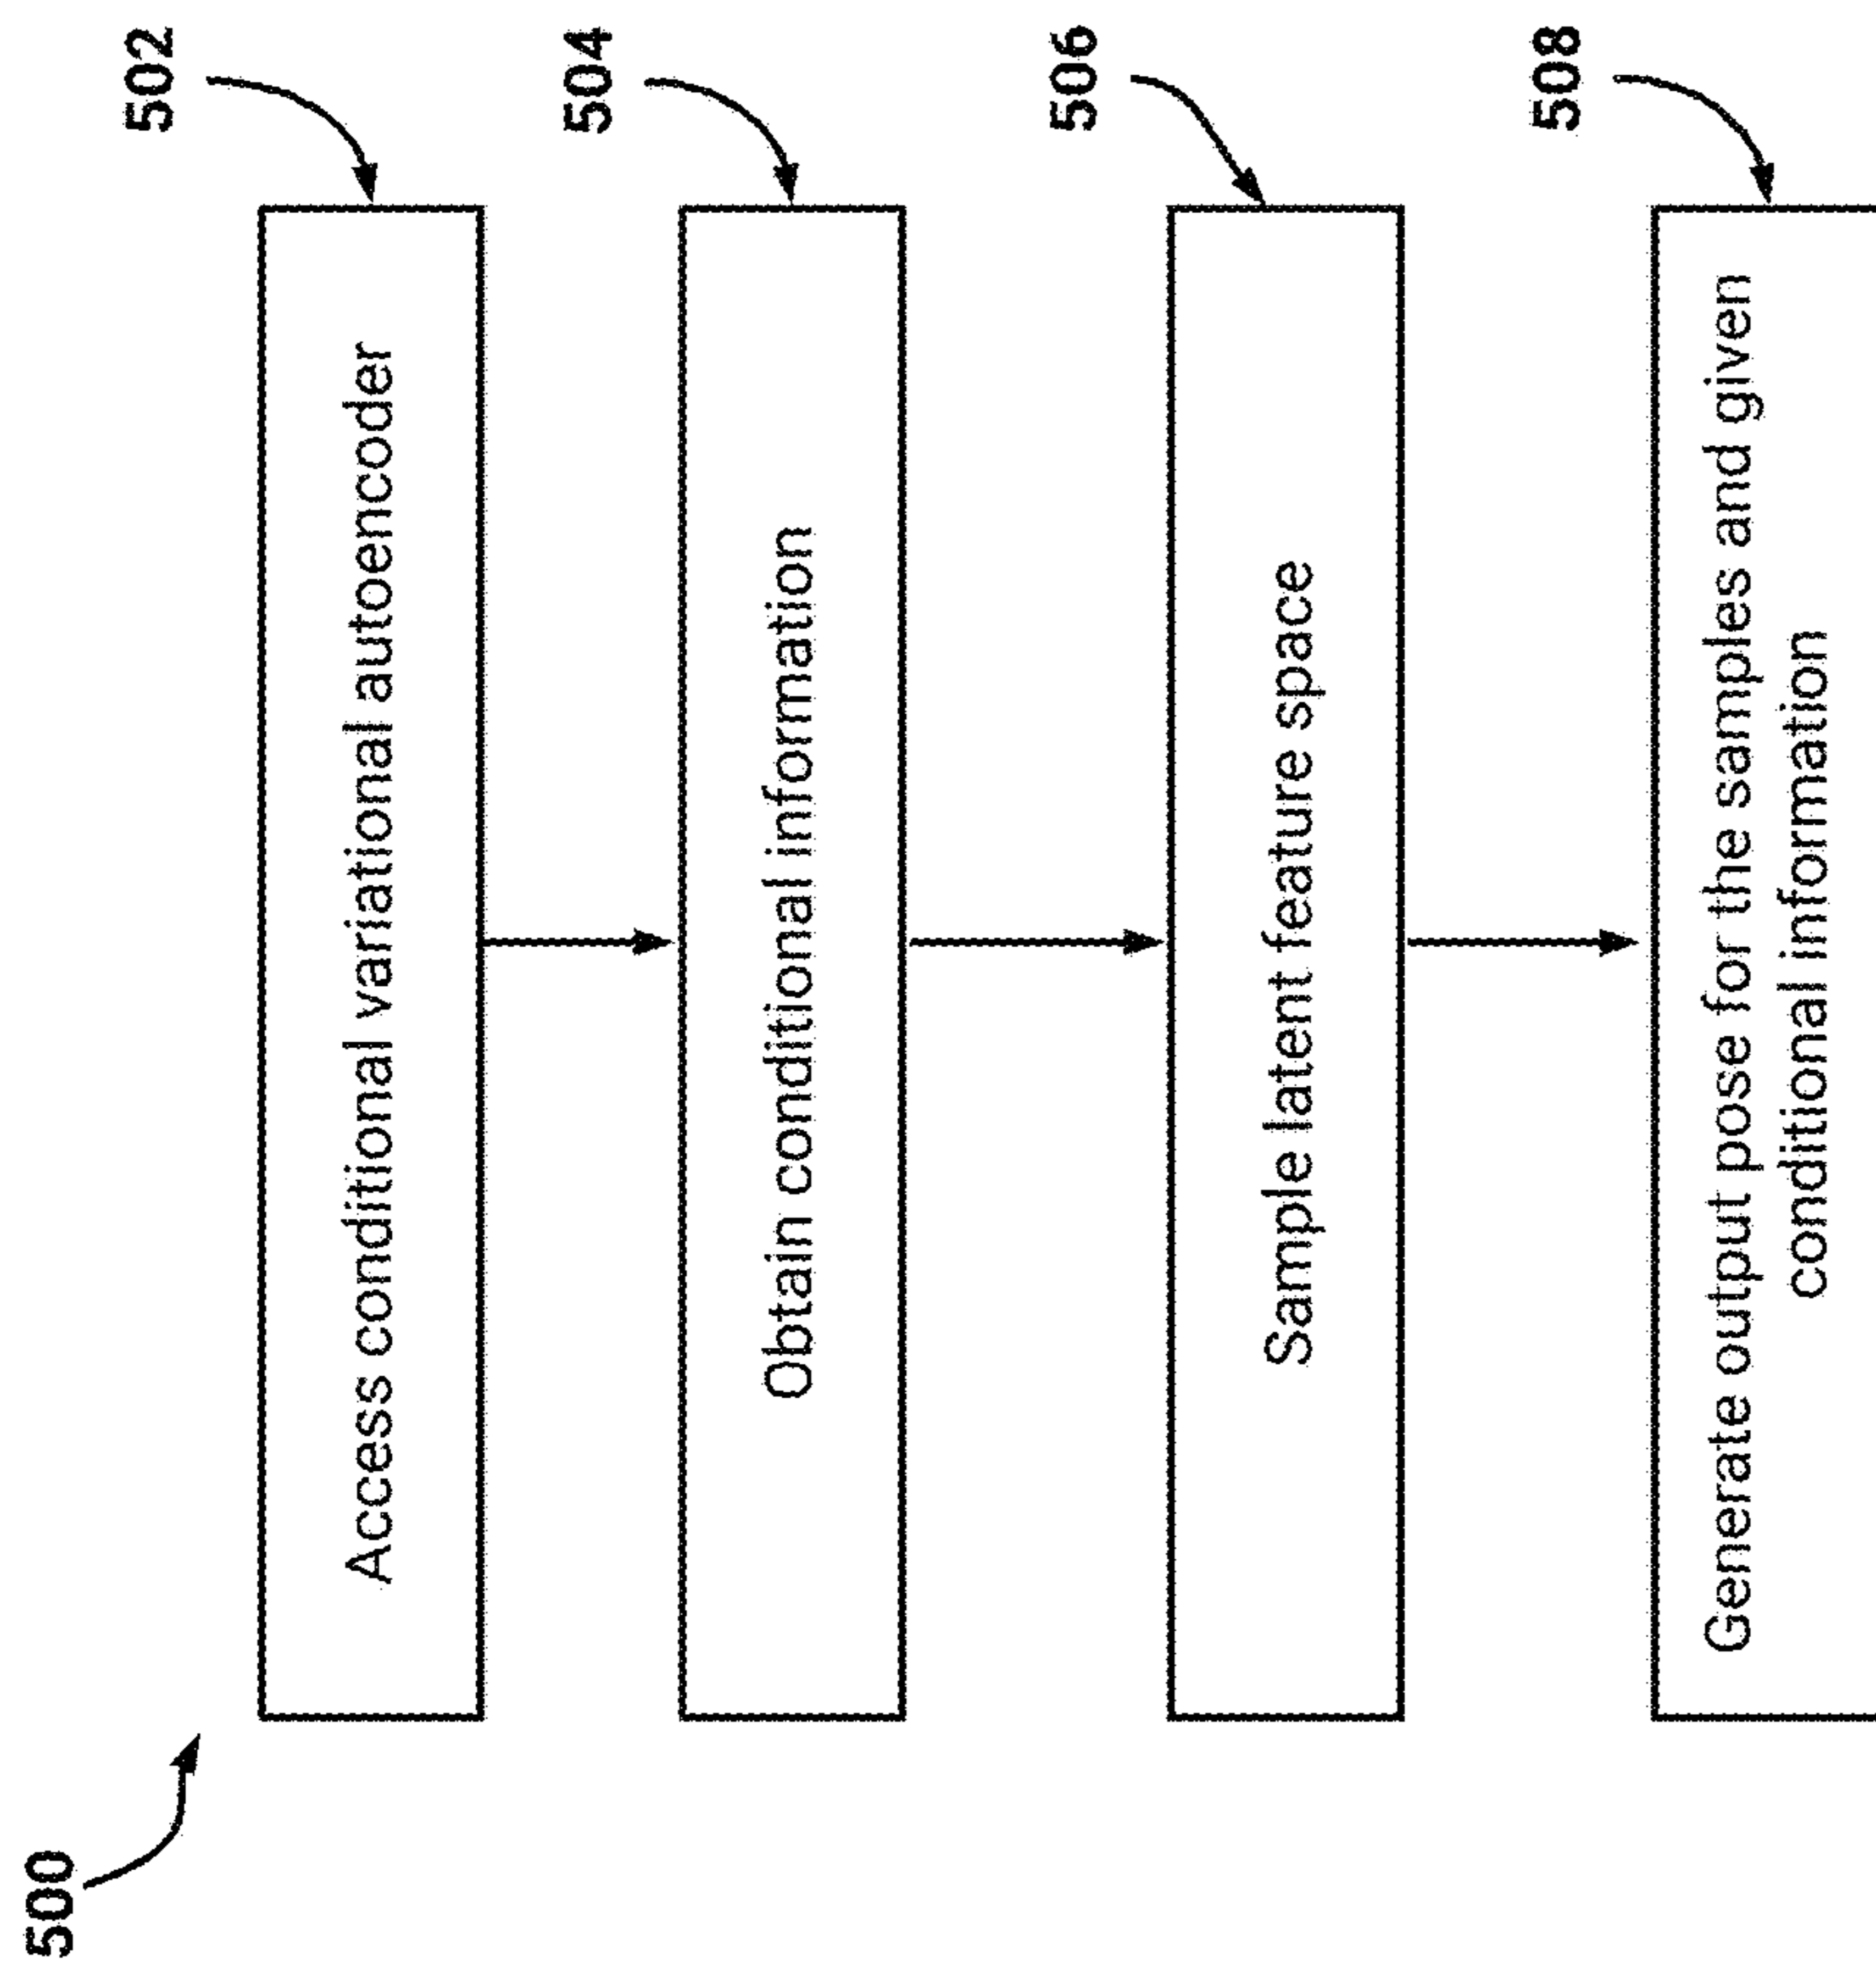 500
502
Access conditional variational autoencoder
504
Obtain conditional information
506
Sample latent feature space
508
Generate output pose for the samples and given
conditional information